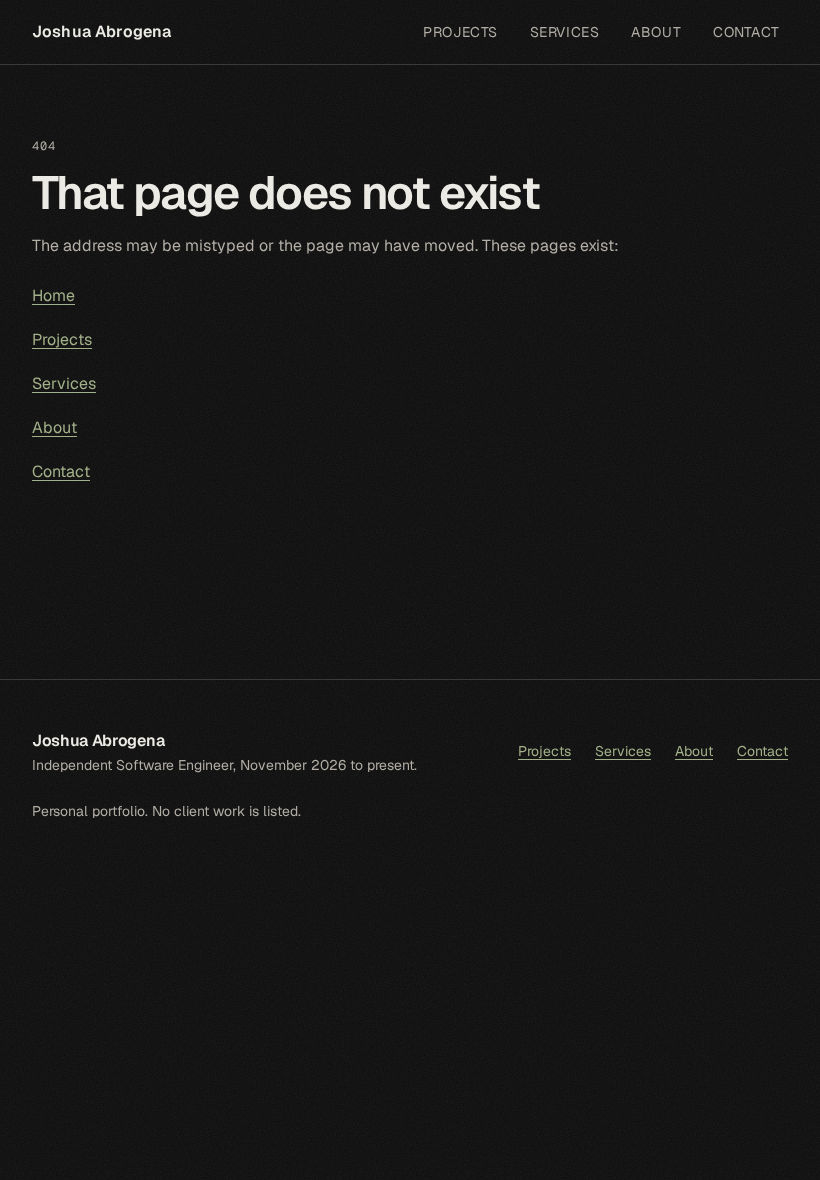 Joshua Abrogena
PROJECTS SERVICES ABOUT CONTACT
404
That page does not exist
The address may be mistyped or the page may have moved. These pages exist:
Home
Projects
Services
About
Contact
Joshua Abrogena
Independent Software Engineer, November 2026 to present.
Projects Services About Contact
Personal portfolio. No client work is listed.